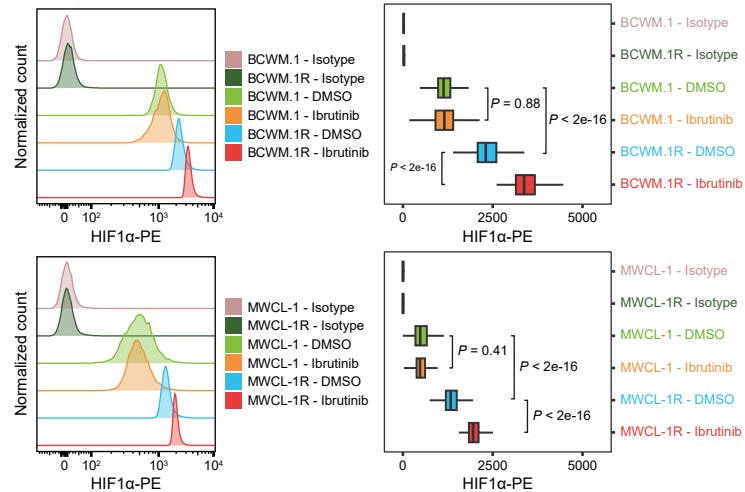 Normalized count
0 10² 10³ 10⁴
HIF1α-PE
BCWM.1 - Isotype
BCWM.1R - Isotype
BCWM.1 - DMSO
BCWM.1 - Ibrutinib
BCWM.1R - DMSO
BCWM.1R - Ibrutinib
P = 0.88
P < 2e-16
P < 2e-16
0 2500 5000
HIF1α-PE
BCWM.1 - Isotype
BCWM.1R - Isotype
BCWM.1 - DMSO
BCWM.1 - Ibrutinib
BCWM.1R - DMSO
BCWM.1R - Ibrutinib
Normalized count
0 10² 10³ 10⁴
HIF1α-PE
MWCL-1 - Isotype
MWCL-1R - Isotype
MWCL-1 - DMSO
MWCL-1 - Ibrutinib
MWCL-1R - DMSO
MWCL-1R - Ibrutinib
P = 0.41
P < 2e-16
P < 2e-16
0 2500 5000
HIF1α-PE
MWCL-1 - Isotype
MWCL-1R - Isotype
MWCL-1 - DMSO
MWCL-1 - Ibrutinib
MWCL-1R - DMSO
MWCL-1R - Ibrutinib